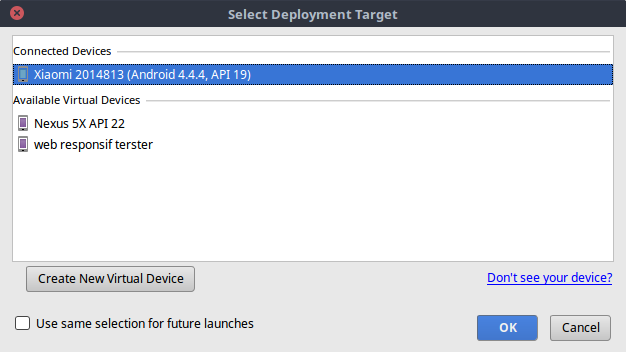 Select Deployment Target
Connected Devices
Xiaomi 2014813 (Android 4.4.4, API 19)
Available Virtual Devices
Nexus 5X API 22
web responsif terster
Create New Virtual Device
Don't see your device?
Use same selection for future launches
OK
Cancel